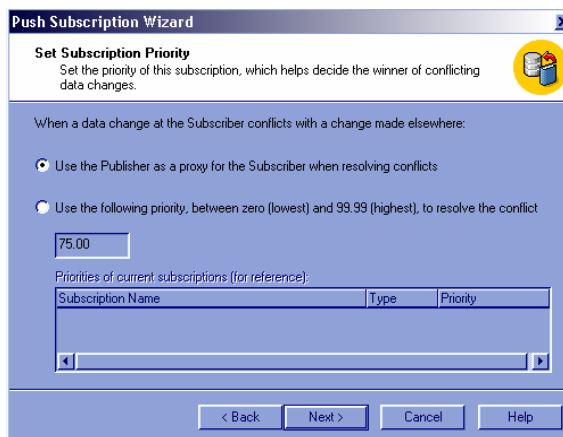 Push Subscription Wizard
Set Subscription Priority
Set the priority of this subscription, which helps decide the winner of conflicting
data changes.
When a data change at the Subscriber conflicts with a change made elsewhere:
Use the Publisher as a proxy for the Subscriber when resolving conflicts
Use the following priority, between zero (lowest) and 99.99 (highest), to resolve the conflict
75.00
Priorities of current subscriptions (for reference):
Subscription Name Type Priority
< Back Next > Cancel Help